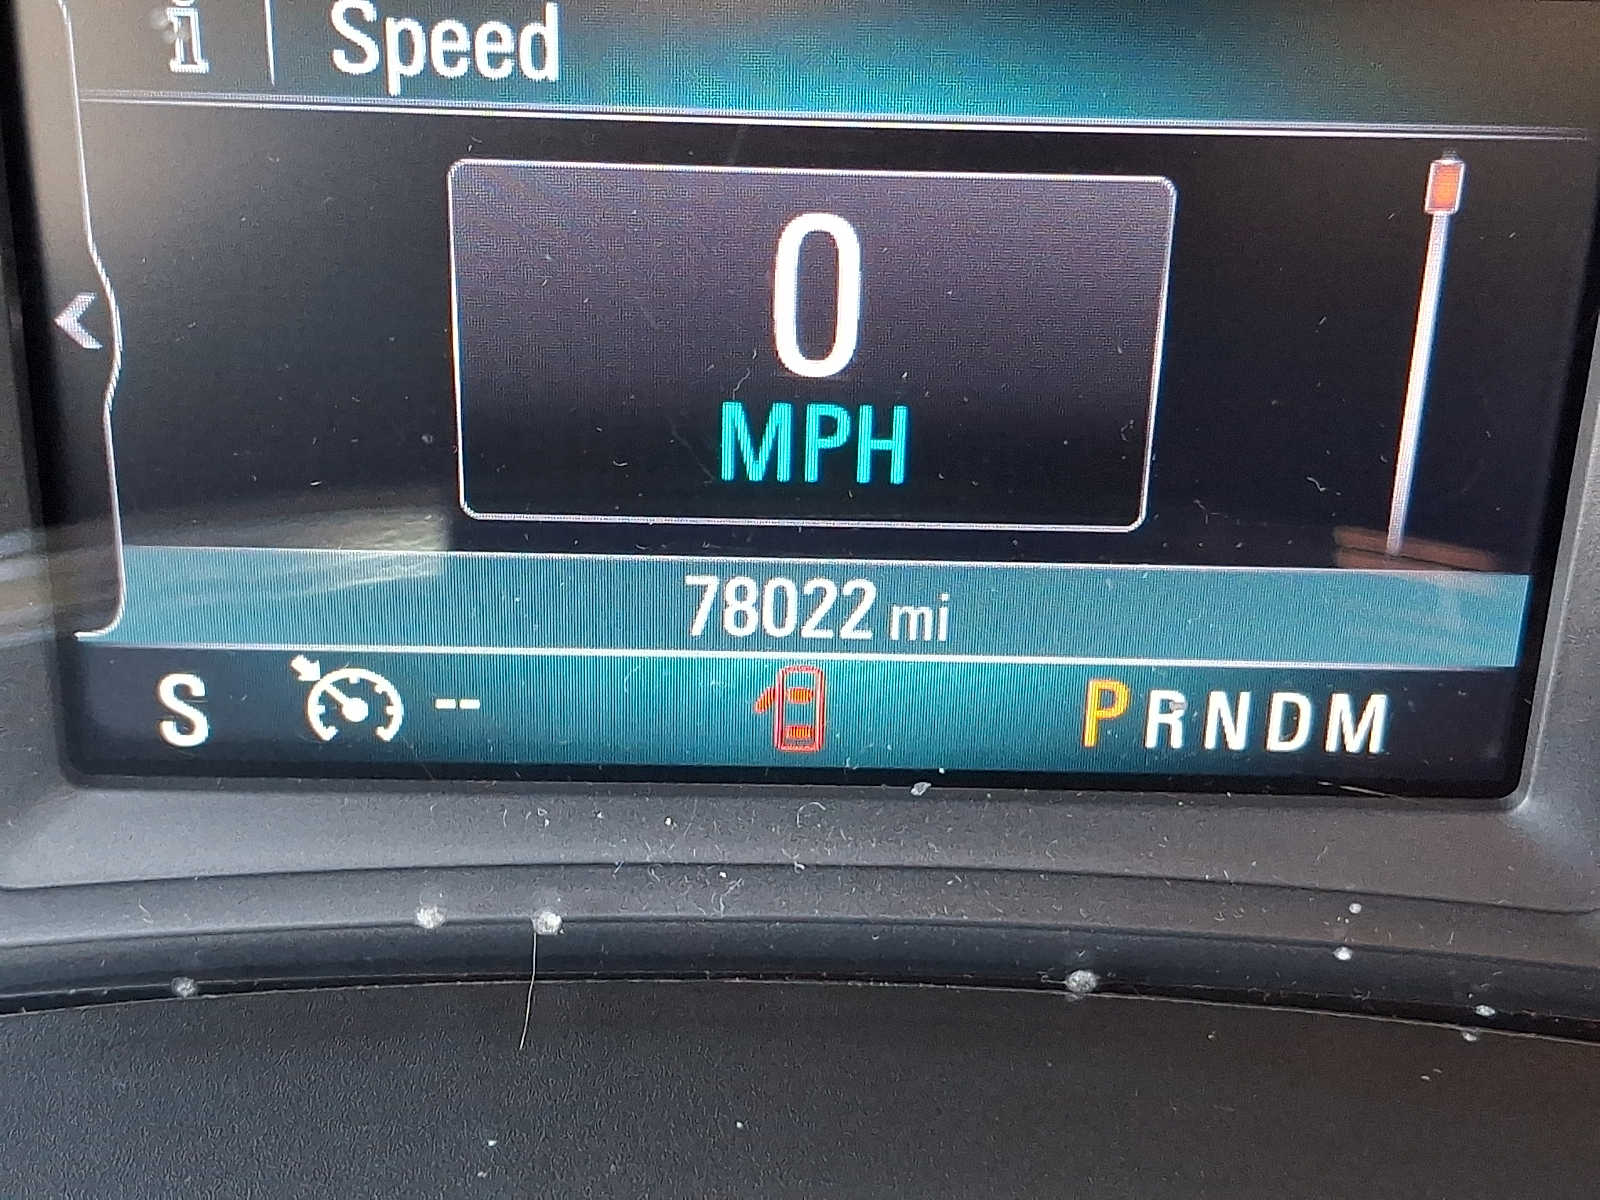 i Speed
0
MPH
78022 mi
S -- PRNDM